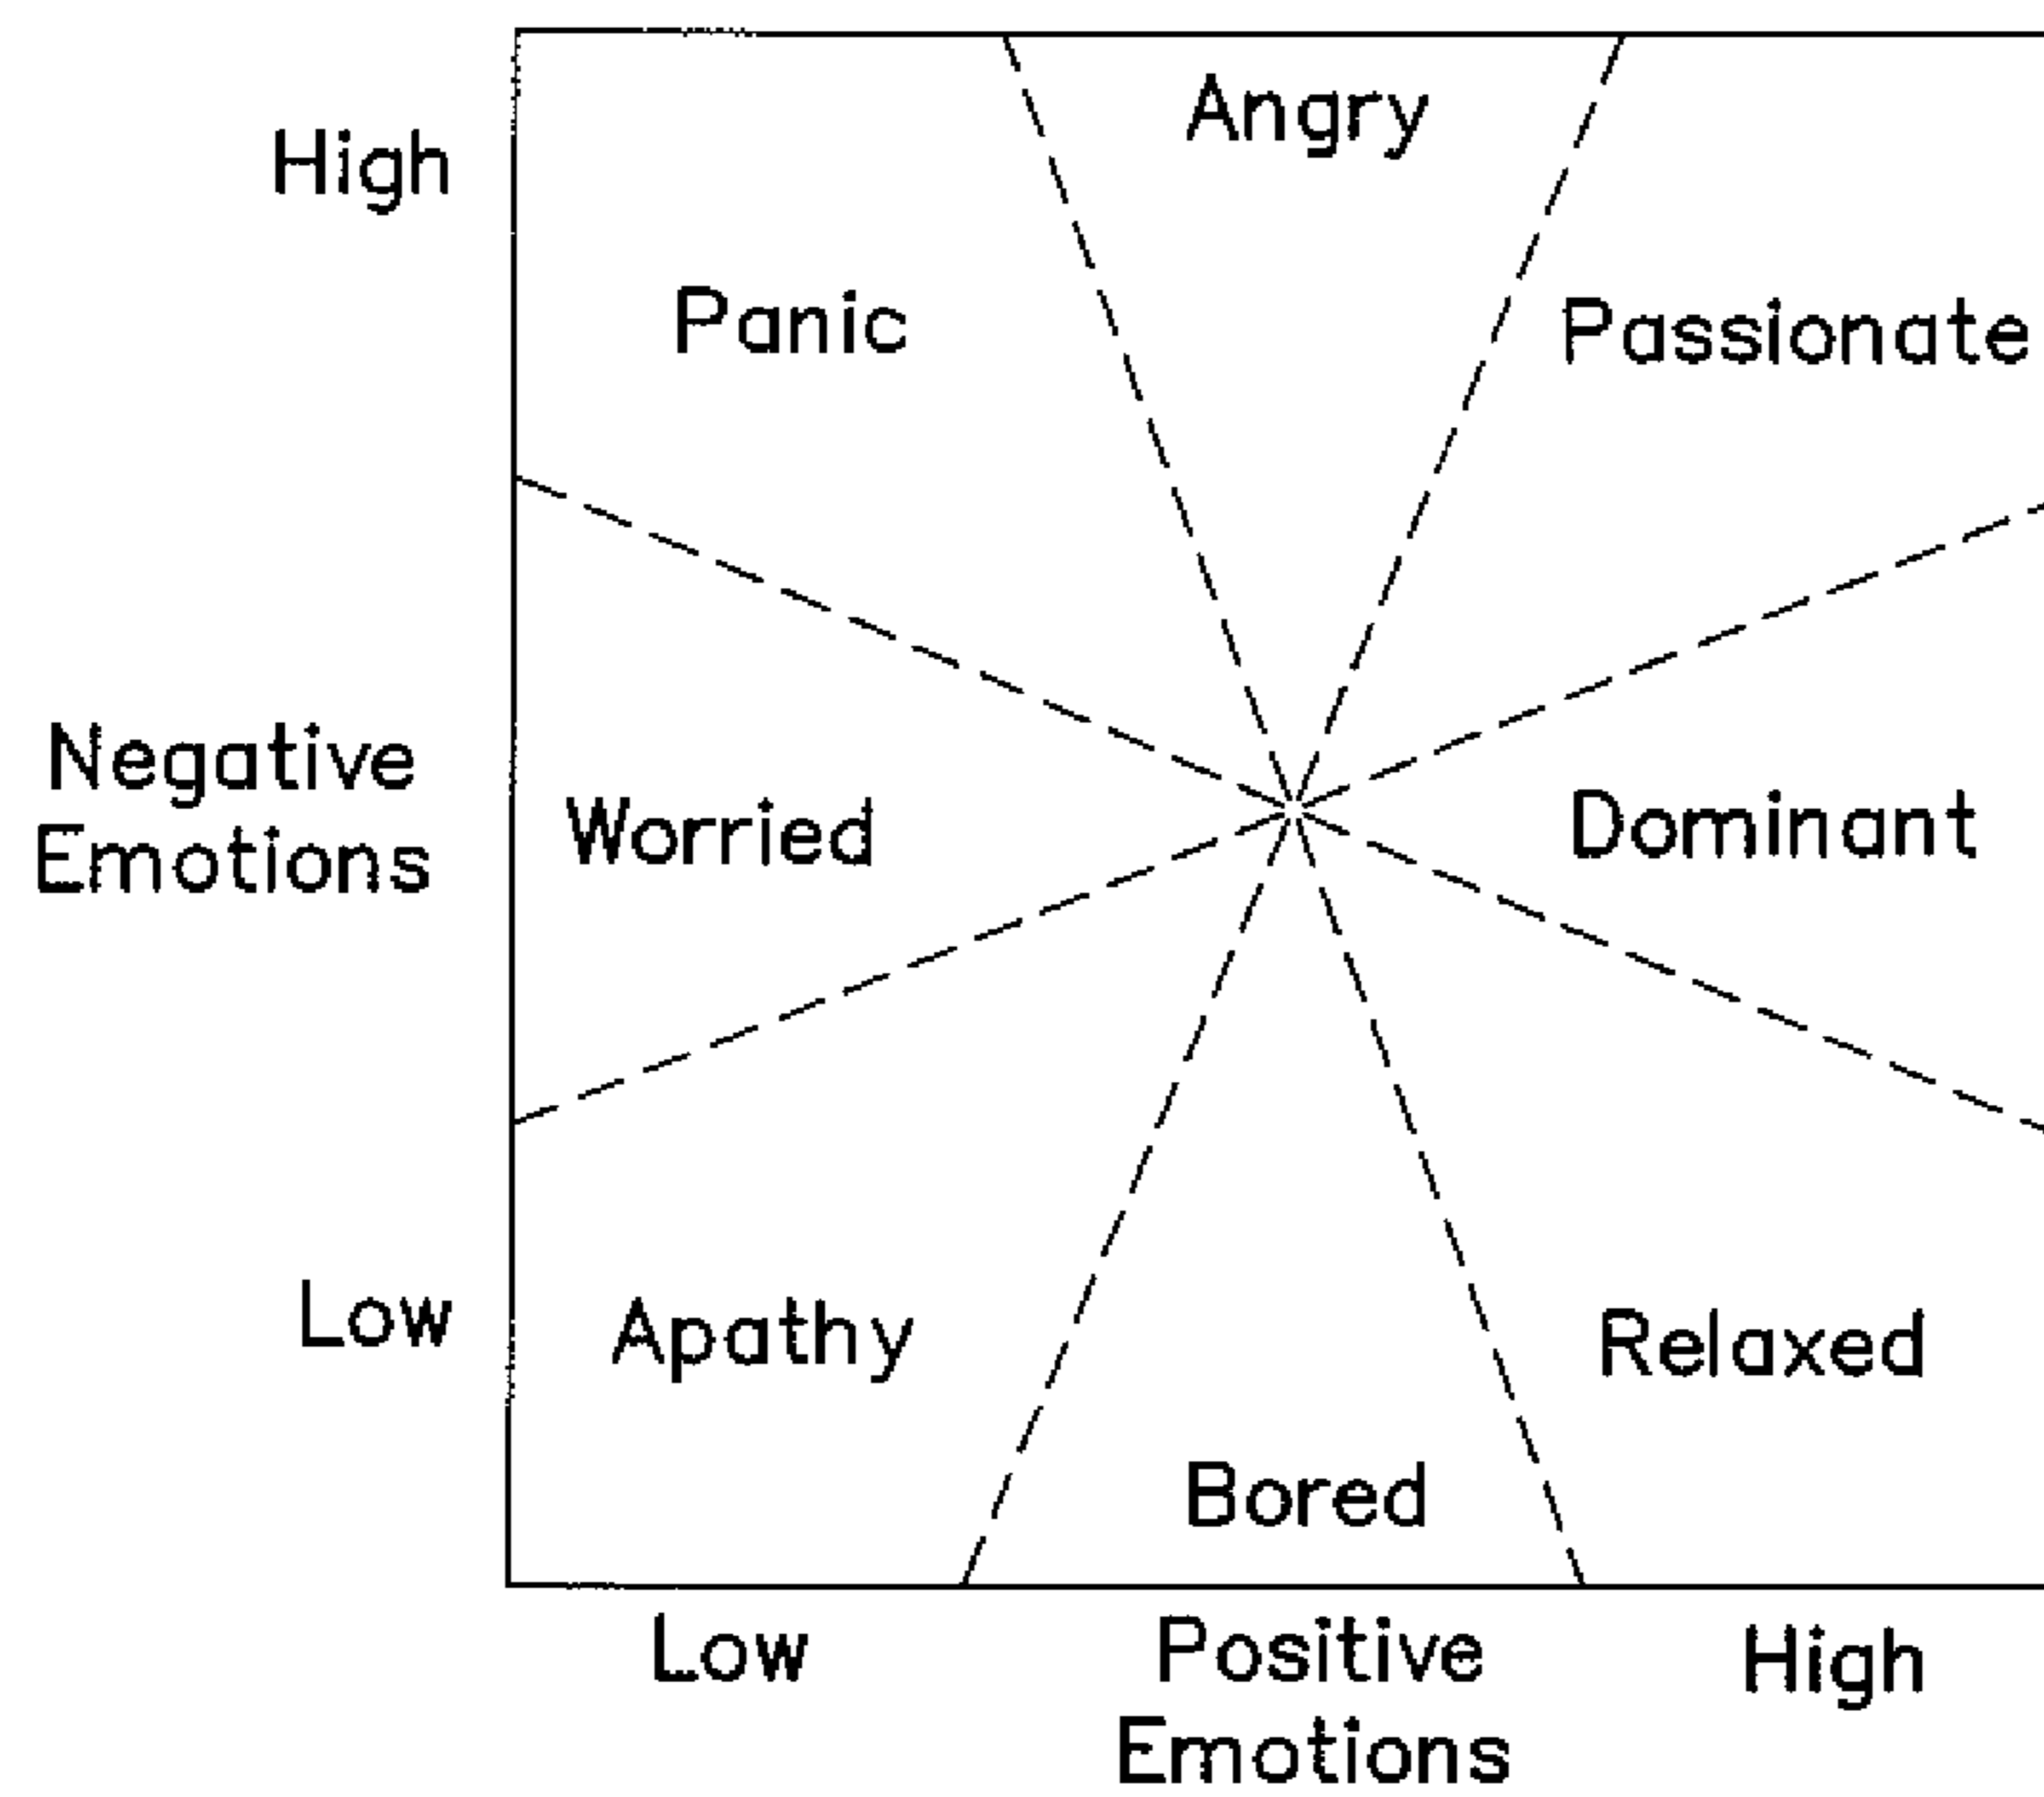 Angry
High
Panic
Passionate
Negative
Emotions
Worried
Dominant
Low
Apathy
Relaxed
Bored
Low
Positive
Emotions
High